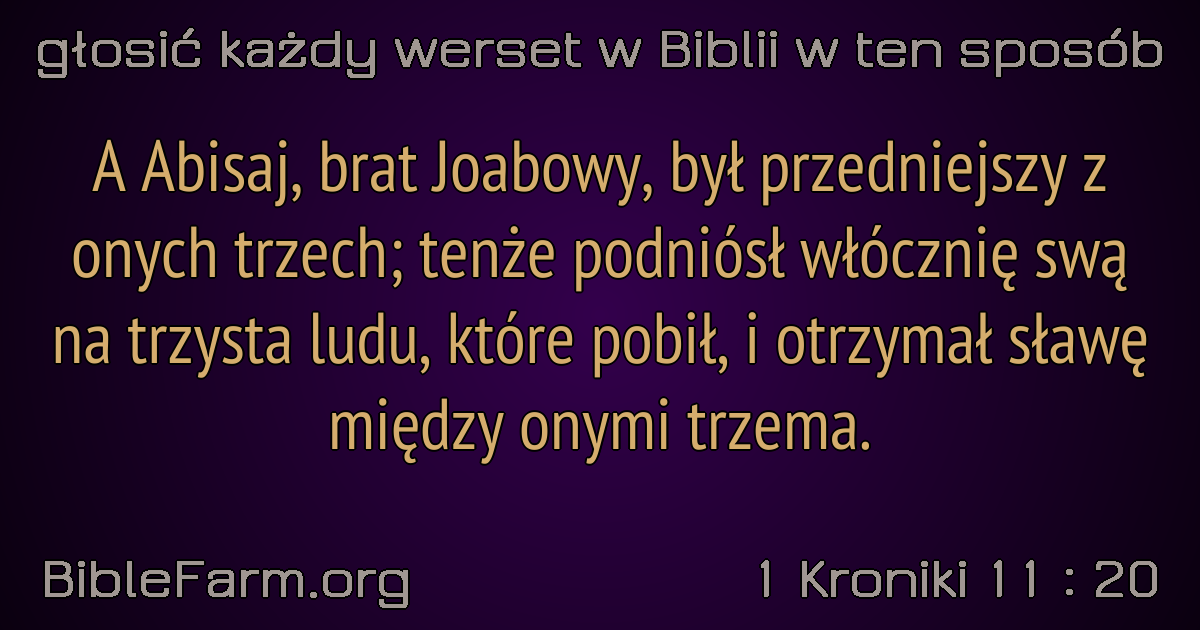 głosić każdy werset w Biblii w ten sposób
A Abisaj, brat Joabowy, był przedniejszy z
onych trzech; tenże podniósł włócznię swą
na trzysta ludu, które pobił, i otrzymał sławę
między onymi trzema.
BibleFarm.org
1 Kroniki 11 : 20